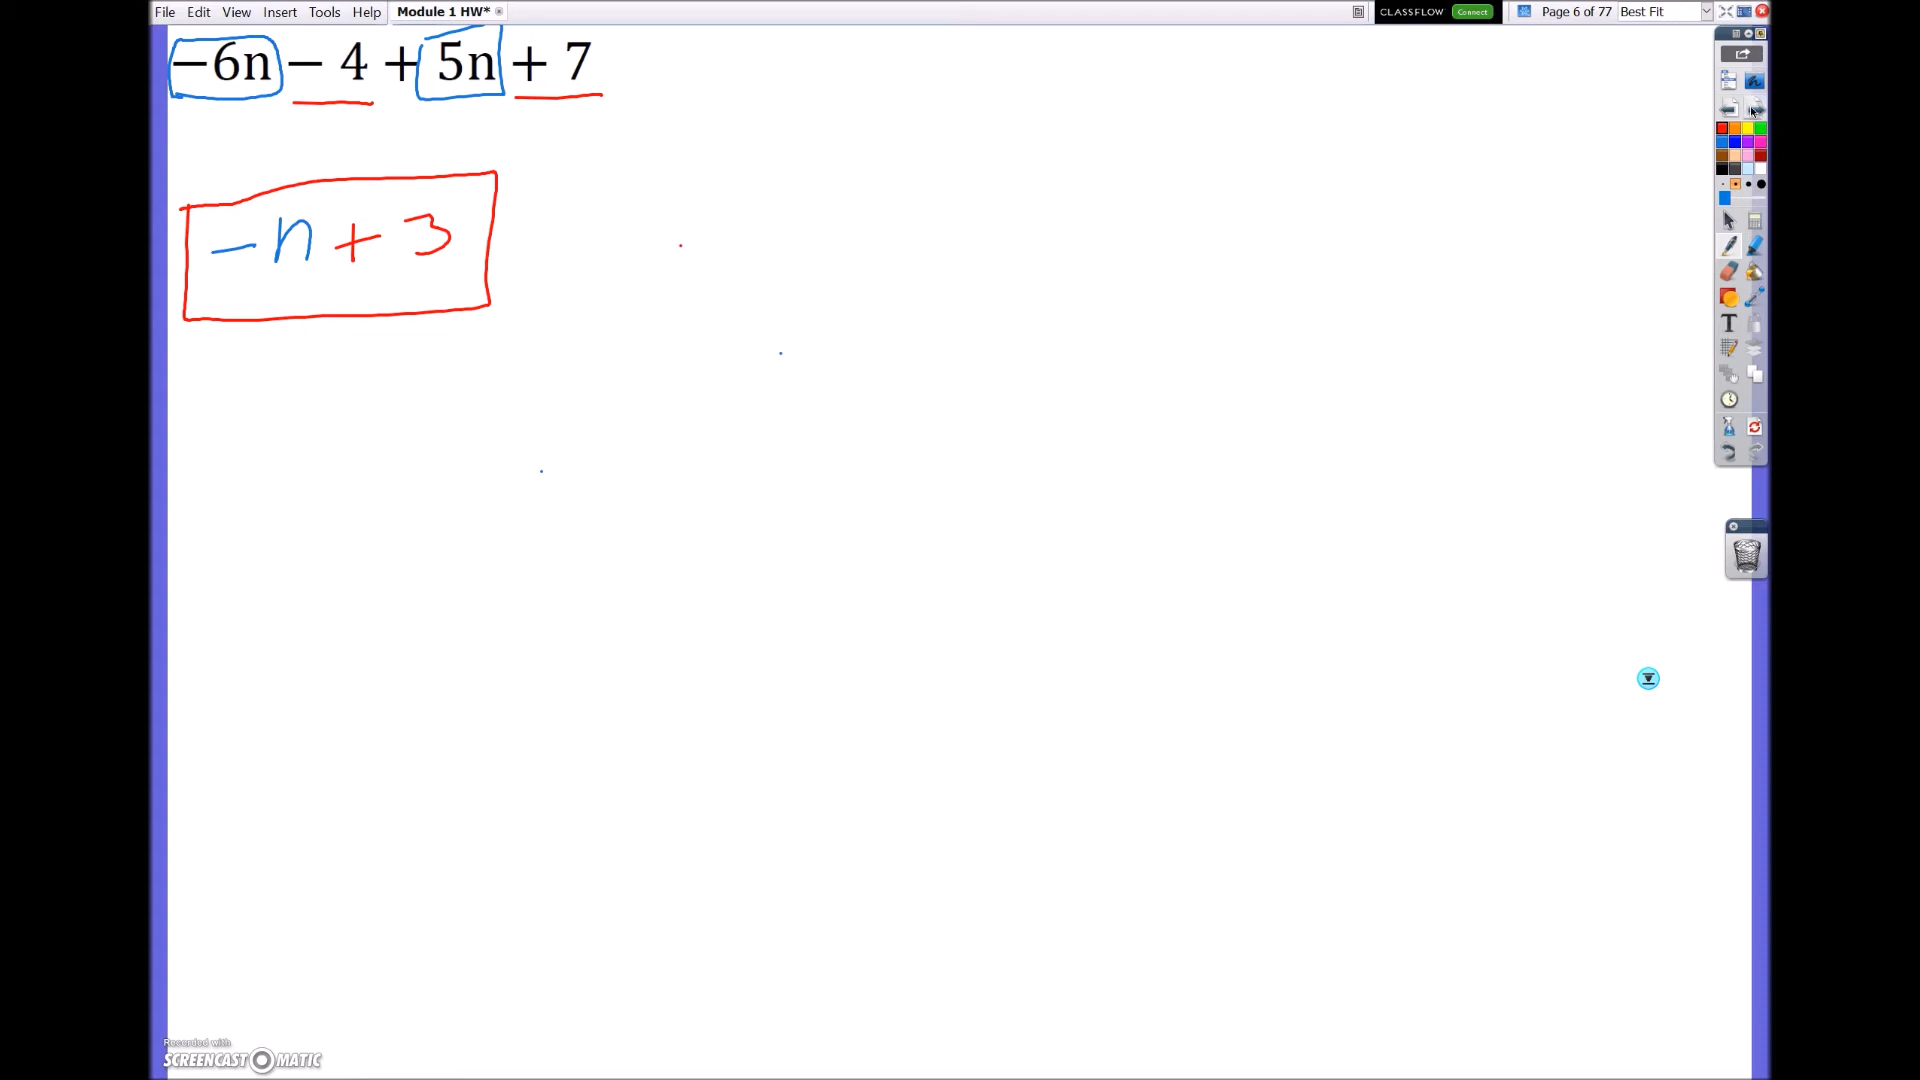 File Edit View Insert Tools Help Module 1 HW* CLASSFLOW Connect Page 6 of 77 Best Fit
−6n − 4 + 5n + 7
-n + 3
T
Recorded with
SCREENCAST MATIC